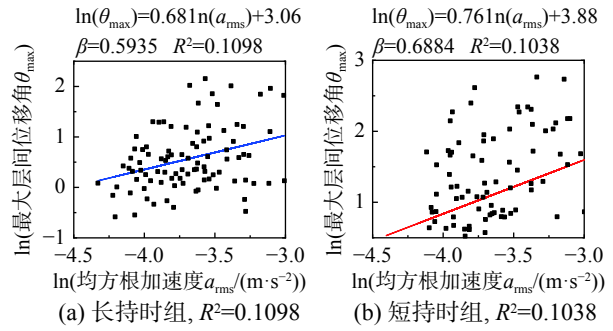 ln(θmax)=0.681n(arms)+3.06
β=0.5935 R²=0.1098
ln(最大层间位移角θmax)
2
1
0
−1
−4.5 −4.0 −3.5 −3.0
ln(均方根加速度arms/(m·s⁻²))
(a) 长持时组, R²=0.1098
ln(θmax)=0.761n(arms)+3.88
β=0.6884 R²=0.1038
ln(最大层间位移角θmax)
3
2
1
−4.5 −4.0 −3.5 −3.0
ln(均方根加速度arms/(m·s⁻²))
(b) 短持时组, R²=0.1038